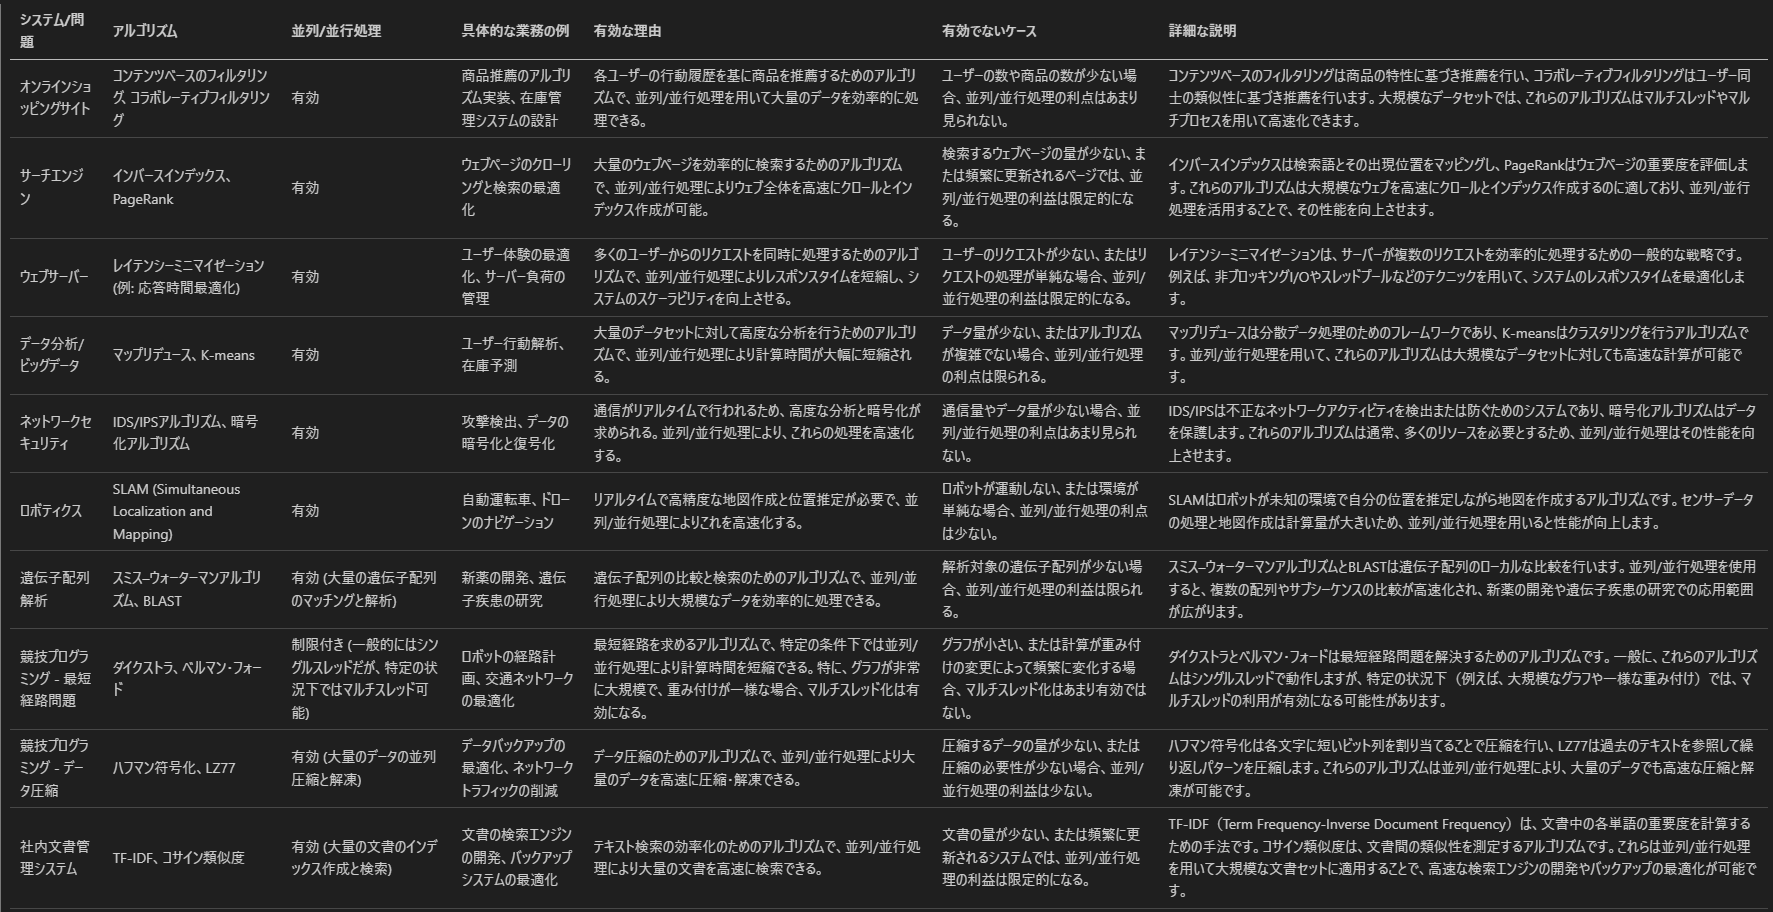 システム/問
題
アルゴリズム
並列/並行処理
具体的な業務の例
有効な理由
有効でないケース
詳細な説明
オンラインショ
ッピングサイト
コンテンツベースのフィルタリン
グ、コラボレーティブフィルタリン
グ
有効
商品推薦のアルゴリ
ズム実装、在庫管
理システムの設計
各ユーザーの行動履歴を基に商品を推薦するためのアルゴリ
ズムで、並列/並行処理を用いて大量のデータを効率的に処
理できる。
ユーザーの数や商品の数が少ない場
合、並列/並行処理の利点はあまり
見られない。
コンテンツベースのフィルタリングは商品の特性に基づき推薦を行い、コラボレーティブフィルタリングはユーザー同
士の類似性に基づき推薦を行います。大規模なデータセットでは、これらのアルゴリズムはマルチスレッドやマル
チプロセスを用いて高速化できます。
サーチエンジ
ン
インバースインデックス、
PageRank
有効
ウェブページのクローリ
ングと検索の最適
化
大量のウェブページを効率的に検索するためのアルゴリズム
で、並列/並行処理によりウェブ全体を高速にクロールとイン
デックス作成が可能。
検索するウェブページの量が少ない、ま
たは頻繁に更新されるページでは、並
列/並行処理の利益は限定的にな
る。
インバースインデックスは検索語とその出現位置をマッピングし、PageRankはウェブページの重要度を評価しま
す。これらのアルゴリズムは大規模なウェブを高速にクロールとインデックス作成するのに適しており、並列/並行
処理を活用することで、その性能を向上させます。
ウェブサーバー
レイテンシーミニマイゼーション
(例: 応答時間最適化)
有効
ユーザー体験の最適
化、サーバー負荷の
管理
多くのユーザーからのリクエストを同時に処理するためのアルゴ
リズムで、並列/並行処理によりレスポンスタイムを短縮し、シ
ステムのスケーラビリティを向上させる。
ユーザーのリクエストが少ない、またはリ
クエストの処理が単純な場合、並列/
並行処理の利益は限定的になる。
レイテンシーミニマイゼーションは、サーバーが複数のリクエストを効率的に処理するための一般的な戦略です。
例えば、非ブロッキングI/Oやスレッドプールなどのテクニックを用いて、システムのレスポンスタイムを最適化しま
す。
データ分析/
ビッグデータ
マップリデュース、K-means
有効
ユーザー行動解析、
在庫予測
大量のデータセットに対して高度な分析を行うためのアルゴリ
ズムで、並列/並行処理により計算時間が大幅に短縮され
る。
データ量が少ない、またはアルゴリズム
が複雑でない場合、並列/並行処理
の利点は限られる。
マップリデュースは分散データ処理のためのフレームワークであり、K-meansはクラスタリングを行うアルゴリズムで
す。並列/並行処理を用いて、これらのアルゴリズムは大規模なデータセットに対しても高速な計算が可能で
す。
ネットワークセ
キュリティ
IDS/IPSアルゴリズム、暗号
化アルゴリズム
有効
攻撃検出、データの
暗号化と復号化
通信がリアルタイムで行われるため、高度な分析と暗号化が
求められる。並列/並行処理により、これらの処理を高速化
する。
通信量やデータ量が少ない場合、並
列/並行処理の利点はあまり見られ
ない。
IDS/IPSは不正なネットワークアクティビティを検出または防ぐためのシステムであり、暗号化アルゴリズムはデータ
を保護します。これらのアルゴリズムは通常、多くのリソースを必要とするため、並列/並行処理はその性能を向
上させます。
ロボティクス
SLAM (Simultaneous
Localization and
Mapping)
有効
自動運転車、ドロー
ンのナビゲーション
リアルタイムで高精度な地図作成と位置推定が必要で、並
列/並行処理によりこれを高速化する。
ロボットが運動しない、または環境が
単純な場合、並列/並行処理の利点
は少ない。
SLAMはロボットが未知の環境で自分の位置を推定しながら地図を作成するアルゴリズムです。センサーデータ
の処理と地図作成は計算量が大きいため、並列/並行処理を用いると性能が向上します。
遺伝子配列
解析
スミス–ウォーターマンアルゴリ
ズム、BLAST
有効 (大量の遺伝子配列
のマッチングと解析)
新薬の開発、遺伝
子疾患の研究
遺伝子配列の比較と検索のためのアルゴリズムで、並列/並
行処理により大規模なデータを効率的に処理できる。
解析対象の遺伝子配列が少ない場
合、並列/並行処理の利益は限られ
る。
スミス–ウォーターマンアルゴリズムとBLASTは遺伝子配列のローカルな比較を行います。並列/並行処理を使用
すると、複数の配列やサブシーケンスの比較が高速化され、新薬の開発や遺伝子疾患の研究での応用範囲
が広がります。
競技プログラ
ミング - 最短
経路問題
ダイクストラ、ベルマン・フォー
ド
制限付き (一般的にはシン
グルスレッドだが、特定の状
況下ではマルチスレッド可
能)
ロボットの経路計
画、交通ネットワーク
の最適化
最短経路を求めるアルゴリズムで、特定の条件下では並列/
並行処理により計算時間を短縮できる。特に、グラフが非常
に大規模で、重み付けが一様な場合、マルチスレッド化は有
効になる。
グラフが小さい、または計算が重み付
けの変更によって頻繁に変化する場
合、マルチスレッド化はあまり有効では
ない。
ダイクストラとベルマン・フォードは最短経路問題を解決するためのアルゴリズムです。一般に、これらのアルゴリズ
ムはシングルスレッドで動作しますが、特定の状況下（例えば、大規模なグラフや一様な重み付け）では、マ
ルチスレッドの利用が有効になる可能性があります。
競技プログラ
ミング - デー
タ圧縮
ハフマン符号化、LZ77
有効 (大量のデータの並列
圧縮と解凍)
データバックアップの
最適化、ネットワーク
トラフィックの削減
データ圧縮のためのアルゴリズムで、並列/並行処理により大
量のデータを高速に圧縮・解凍できる。
圧縮するデータの量が少ない、または
圧縮の必要性が少ない場合、並列/
並行処理の利益は少ない。
ハフマン符号化は各文字に短いビット列を割り当てることで圧縮を行い、LZ77は過去のテキストを参照して繰
り返しパターンを圧縮します。これらのアルゴリズムは並列/並行処理により、大量のデータでも高速な圧縮と解
凍が可能です。
社内文書管
理システム
TF-IDF、コサイン類似度
有効 (大量の文書のインデ
ックス作成と検索)
文書の検索エンジン
の開発、バックアップ
システムの最適化
テキスト検索の効率化のためのアルゴリズムで、並列/並行処
理により大量の文書を高速に検索できる。
文書の量が少ない、または頻繁に更
新されるシステムでは、並列/並行処
理の利益は限定的になる。
TF-IDF（Term Frequency-Inverse Document Frequency）は、文書中の各単語の重要度を計算する
ための手法です。コサイン類似度は、文書間の類似性を測定するアルゴリズムです。これらは並列/並行処理
を用いて大規模な文書セットに適用することで、高速な検索エンジンの開発やバックアップの最適化が可能で
す。